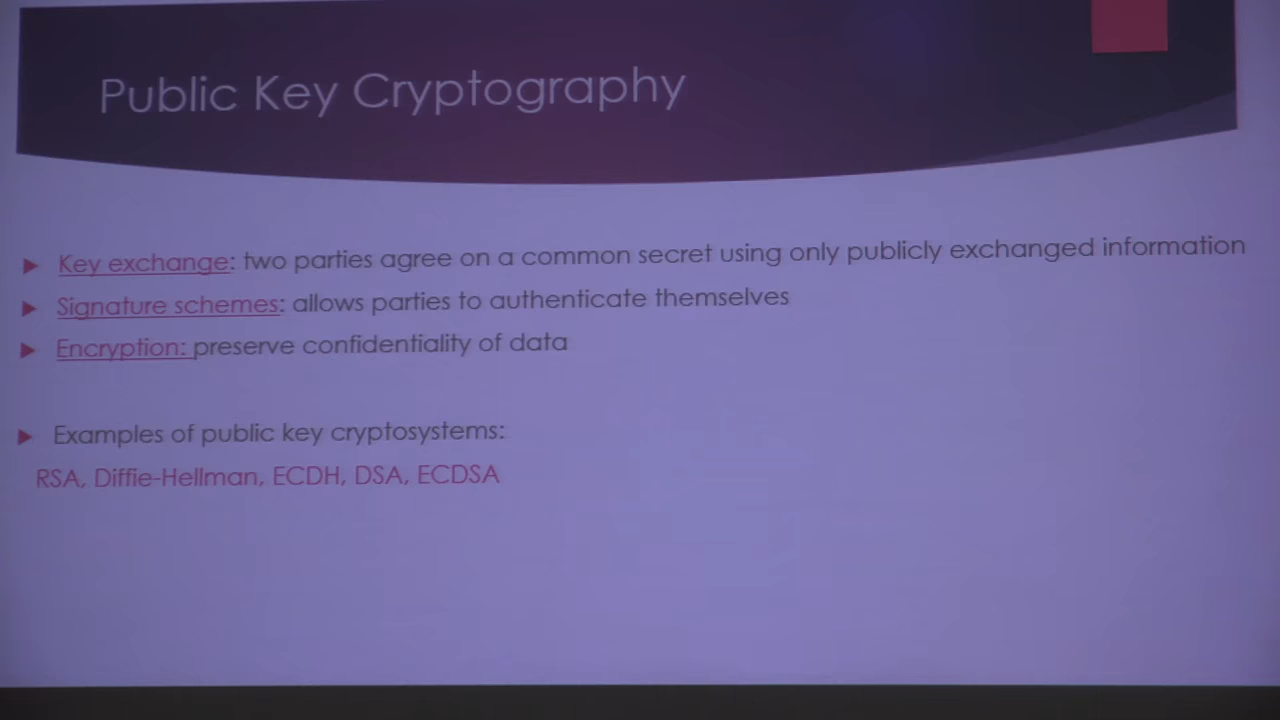 Public Key Cryptography
Key exchange: two parties agree on a common secret using only publicly exchanged information
Signature schemes: allows parties to authenticate themselves
Encryption: preserve confidentiality of data
Examples of public key cryptosystems:
RSA, Diffie-Hellman, ECDH, DSA, ECDSA